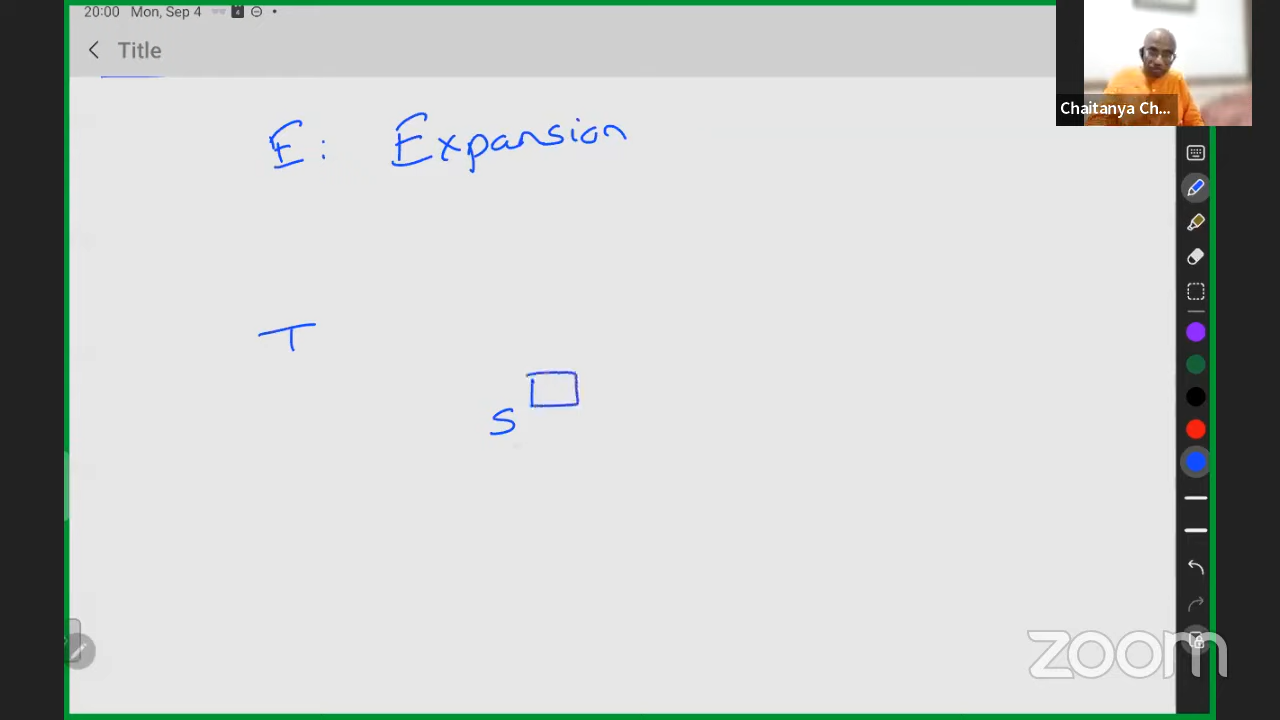 20:00 Mon, Sep 4
Title
Chaitanya Ch...
E: Expansion
T
S
zoom